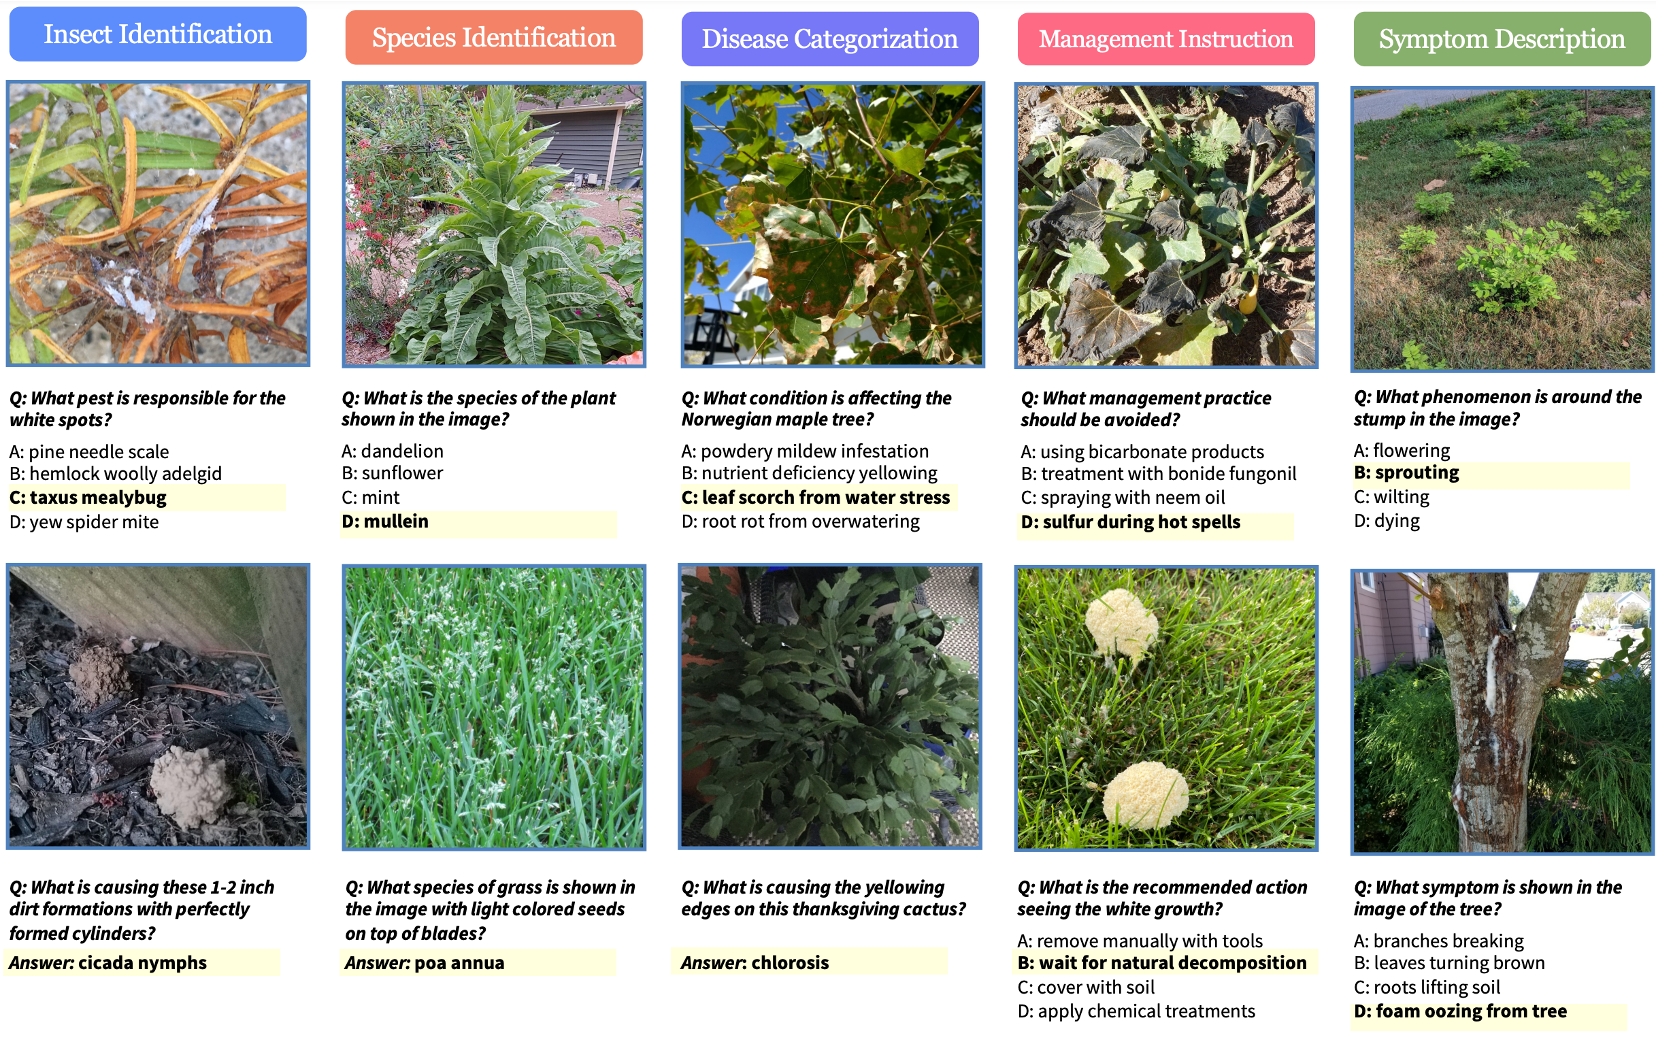 Insect Identification
Species Identification
Disease Categorization
Management Instruction
Symptom Description
Q: What pest is responsible for the
white spots?
A: pine needle scale
B: hemlock woolly adelgid
C: taxus mealybug
D: yew spider mite
Q: What is the species of the plant
shown in the image?
A: dandelion
B: sunflower
C: mint
D: mullein
Q: What condition is affecting the
Norwegian maple tree?
A: powdery mildew infestation
B: nutrient deficiency yellowing
C: leaf scorch from water stress
D: root rot from overwatering
Q: What management practice
should be avoided?
A: using bicarbonate products
B: treatment with bonide fungonil
C: spraying with neem oil
D: sulfur during hot spells
Q: What phenomenon is around the
stump in the image?
A: flowering
B: sprouting
C: wilting
D: dying
Q: What is causing these 1-2 inch
dirt formations with perfectly
formed cylinders?
Answer: cicada nymphs
Q: What species of grass is shown in
the image with light colored seeds
on top of blades?
Answer: poa annua
Q: What is causing the yellowing
edges on this thanksgiving cactus?
Answer: chlorosis
Q: What is the recommended action
seeing the white growth?
A: remove manually with tools
B: wait for natural decomposition
C: cover with soil
D: apply chemical treatments
Q: What symptom is shown in the
image of the tree?
A: branches breaking
B: leaves turning brown
C: roots lifting soil
D: foam oozing from tree